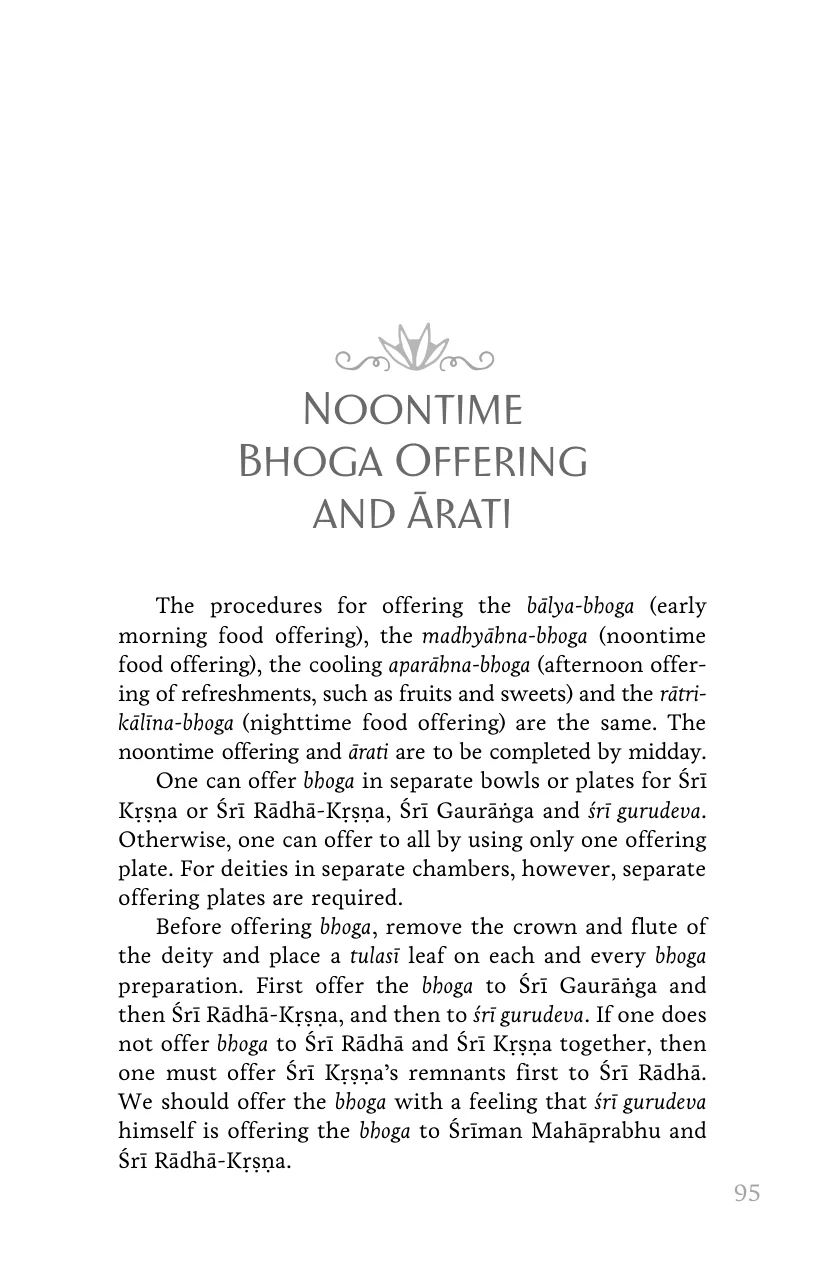 Noontime
Bhoga Offering
and Ārati
The procedures for offering the bālya-bhoga (early
morning food offering), the madhyāhna-bhoga (noontime
food offering), the cooling aparāhna-bhoga (afternoon offer-
ing of refreshments, such as fruits and sweets) and the rātri-
kālīna-bhoga (nighttime food offering) are the same. The
noontime offering and ārati are to be completed by midday.
One can offer bhoga in separate bowls or plates for Śrī
Kṛṣṇa or Śrī Rādhā-Kṛṣṇa, Śrī Gaurāṅga and śrī gurudeva.
Otherwise, one can offer to all by using only one offering
plate. For deities in separate chambers, however, separate
offering plates are required.
Before offering bhoga, remove the crown and flute of
the deity and place a tulasī leaf on each and every bhoga
preparation. First offer the bhoga to Śrī Gaurāṅga and
then Śrī Rādhā-Kṛṣṇa, and then to śrī gurudeva. If one does
not offer bhoga to Śrī Rādhā and Śrī Kṛṣṇa together, then
one must offer Śrī Kṛṣṇa’s remnants first to Śrī Rādhā.
We should offer the bhoga with a feeling that śrī gurudeva
himself is offering the bhoga to Śrīman Mahāprabhu and
Śrī Rādhā-Kṛṣṇa.
95